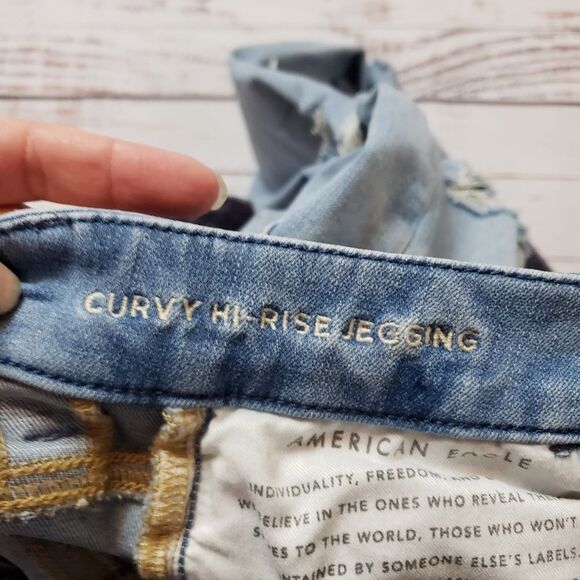 CURVY HI-RISE JEGGING
AMERICAN EAGLE
INDIVIDUALITY, FREEDOM,
BELIEVE IN THE ONES WHO REVEAL
TO THE WORLD, THOSE WHO WON'T
BY SOMEONE ELSE'S LABELS.